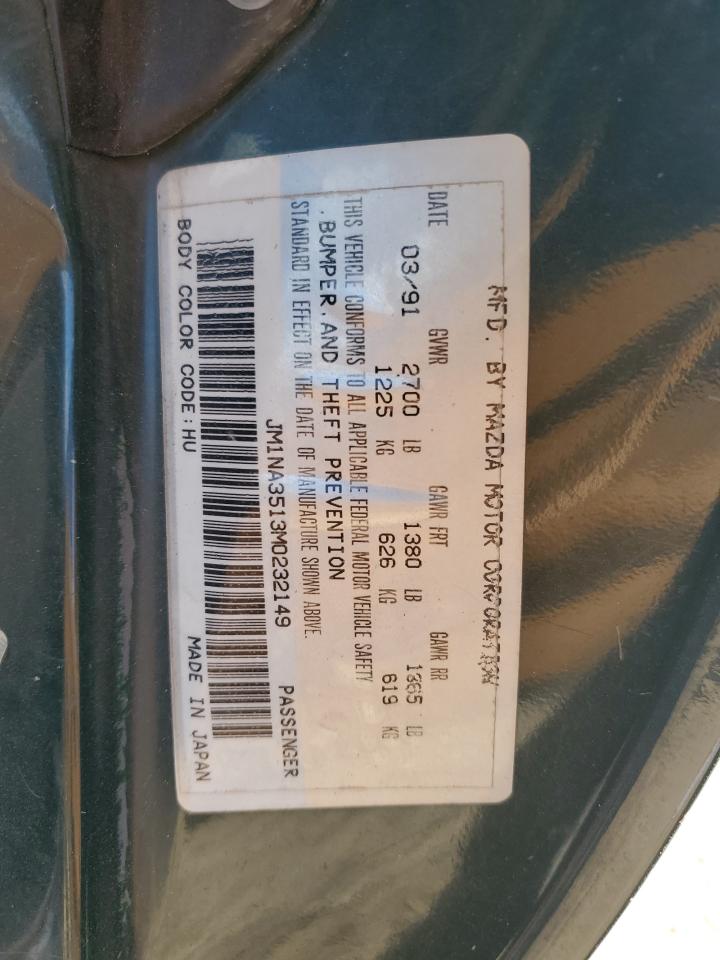 MFD. BY MAZDA MOTOR CORPORATION
DATE GVWR GAWR FRT GAWR RR
03/91 2700 LB 1380 LB 1365 LB
1225 KG 626 KG 619 KG
THIS VEHICLE CONFORMS TO ALL APPLICABLE FEDERAL MOTOR VEHICLE SAFETY
, BUMPER, AND THEFT PREVENTION
STANDARD IN EFFECT ON THE DATE OF MANUFACTURE SHOWN ABOVE.
JM1NA3513M0232149 PASSENGER
BODY COLOR CODE:HU MADE IN JAPAN